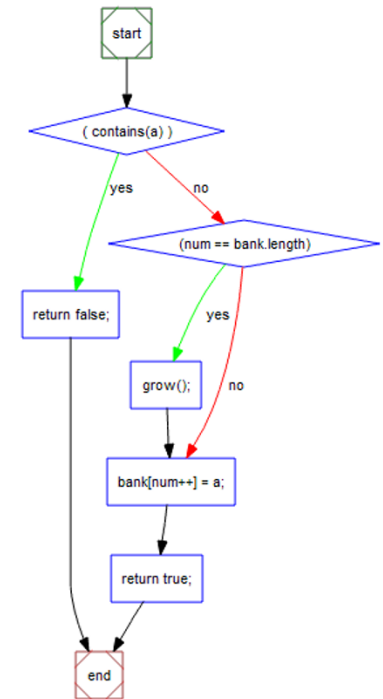 start
( contains(a) )
yes
no
(num == bank.length)
return false;
yes
grow();
no
bank[num++] = a;
return true;
end